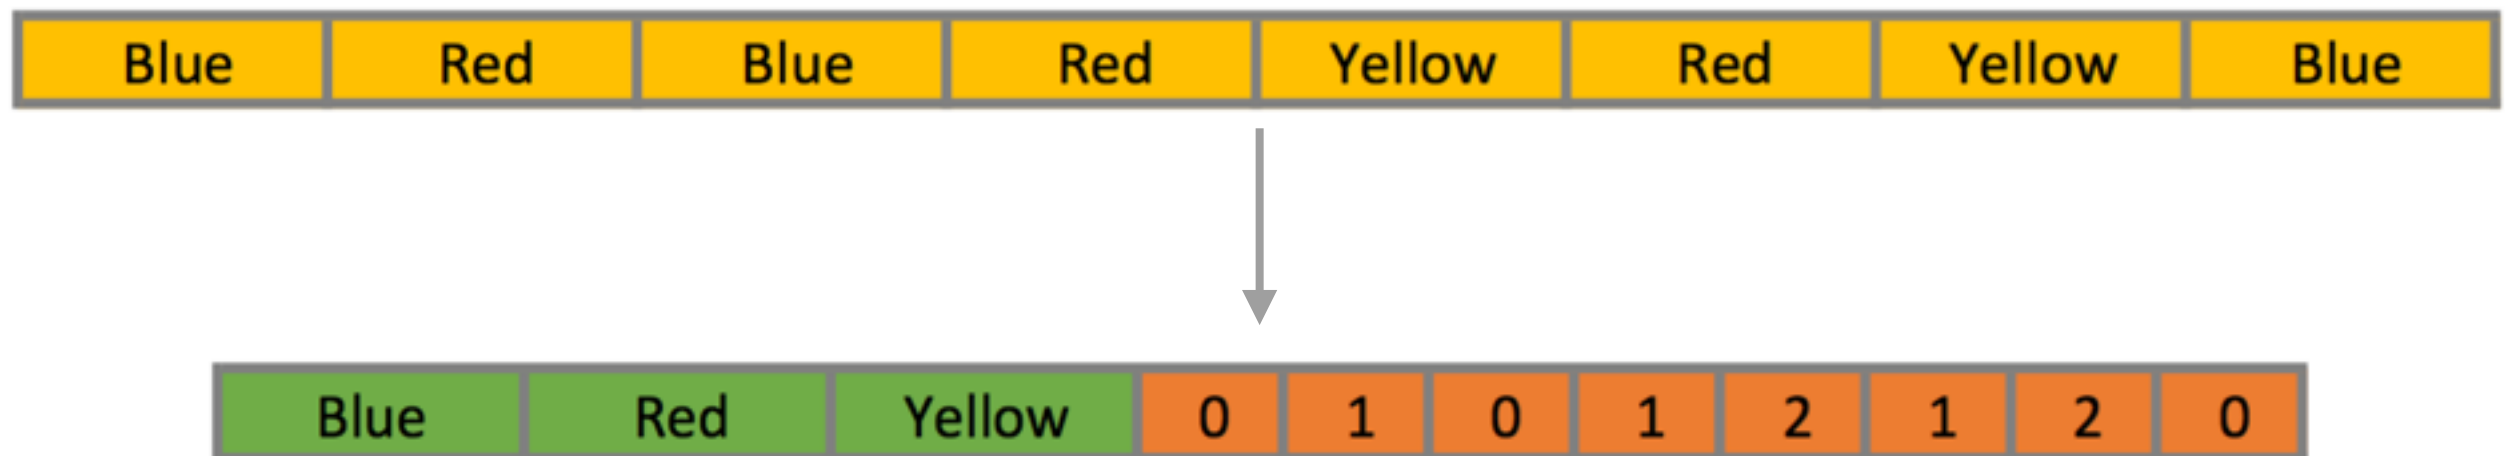 Blue Red Blue Red Yellow Red Yellow Blue
Blue Red Yellow 0 1 0 1 2 1 2 0